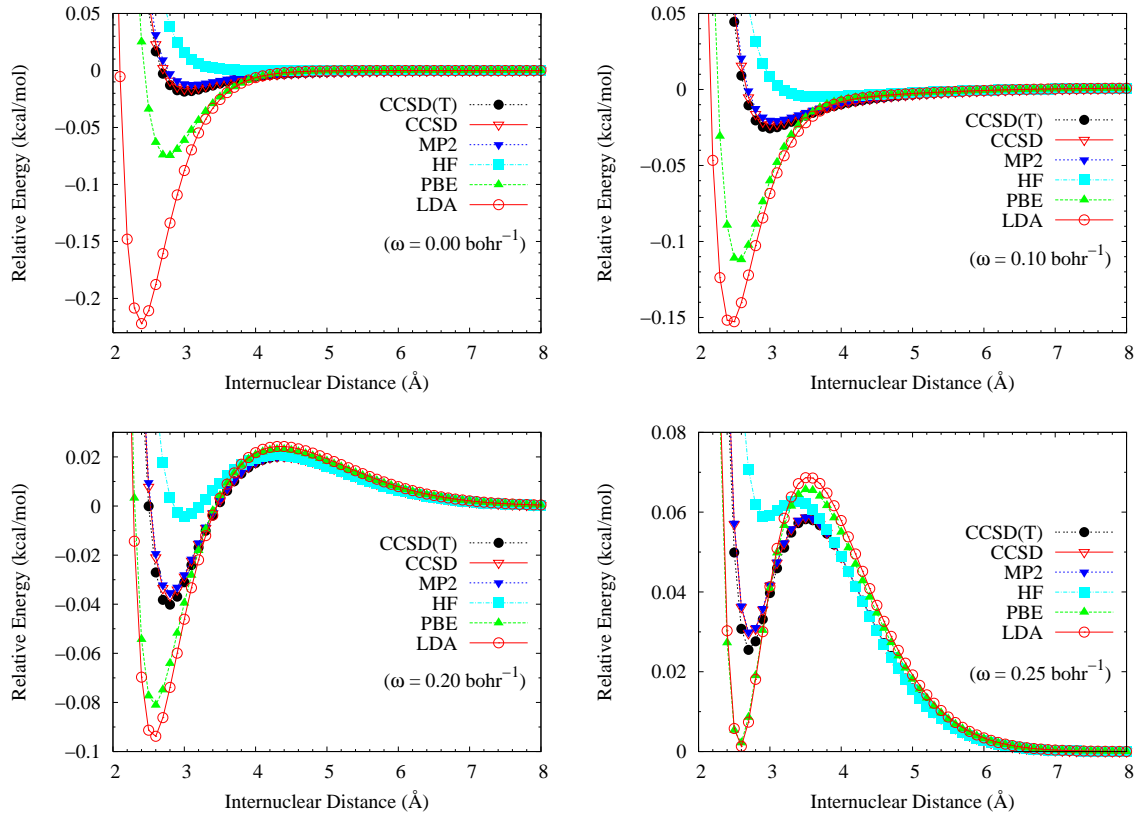 0.05
0
−0.05
−0.1
−0.15
−0.2
2 3 4 5 6 7 8
Relative Energy (kcal/mol)
Internuclear Distance (Å)
CCSD(T)
CCSD
MP2
HF
PBE
LDA
(ω = 0.00 bohr−1)
0.05
0
−0.05
−0.1
−0.15
2 3 4 5 6 7 8
Relative Energy (kcal/mol)
Internuclear Distance (Å)
CCSD(T)
CCSD
MP2
HF
PBE
LDA
(ω = 0.10 bohr−1)
0.02
0
−0.02
−0.04
−0.06
−0.08
−0.1
2 3 4 5 6 7 8
Relative Energy (kcal/mol)
Internuclear Distance (Å)
CCSD(T)
CCSD
MP2
HF
PBE
LDA
(ω = 0.20 bohr−1)
0.08
0.06
0.04
0.02
0
2 3 4 5 6 7 8
Relative Energy (kcal/mol)
Internuclear Distance (Å)
CCSD(T)
CCSD
MP2
HF
PBE
LDA
(ω = 0.25 bohr−1)